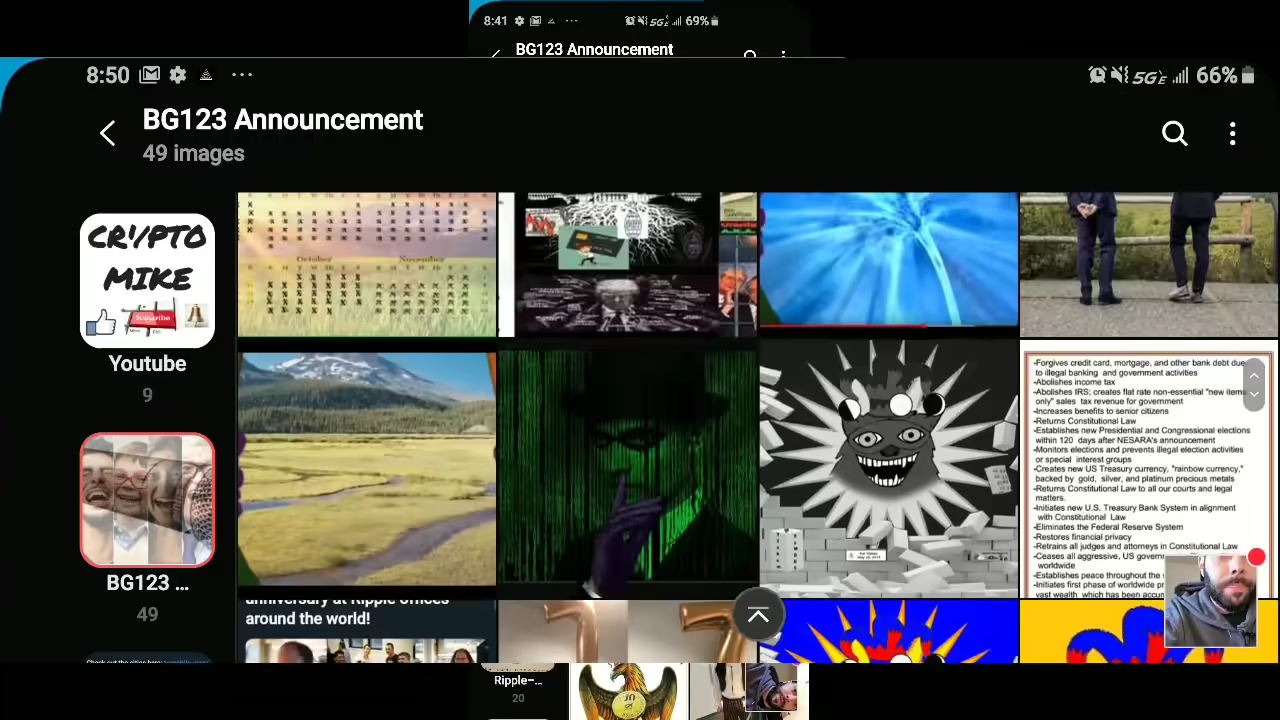 8:41
5GE
69%
BG123 Announcement
8:50
5GE
66%
BG123 Announcement
49 images
CRYPTO
MIKE
Subscribe
Youtube
9
BG123 ...
49
October
November
-Forgives credit card, mortgage, and other bank debt due
to illegal banking and government activities
-Abolishes income tax
-Abolishes IRS; creates flat rate non-essential "new items
only" sales tax revenue for government
-Increases benefits to senior citizens
-Returns Constitutional Law
-Establishes new Presidential and Congressional elections
within 120 days after NESARA's announcement
-Monitors elections and prevents illegal election activities
or special interest groups
-Creates new US Treasury currency, "rainbow currency,"
backed by gold, silver, and platinum precious metals
-Returns Constitutional Law to all our courts and legal
matters.
-Initiates new U.S. Treasury Bank System in alignment
with Constitutional Law
-Eliminates the Federal Reserve System
-Restores financial privacy
-Retrains all judges and attorneys in Constitutional Law
-Ceases all aggressive, US
worldwide
-Establishes peace throughout the
-Initiates first phase of worldwide
vast wealth which has been
anniversary at Ripple offices
around the world!
1 7
Ripple-...
20